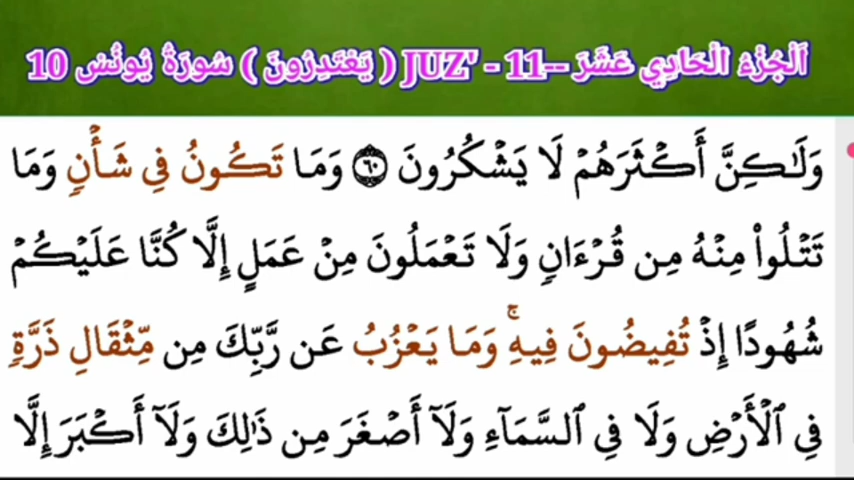 اَلْجُزْءُ الْحَادِي عَشَرَ -- JUZ' - 11 ( يَعْتَذِرُونَ ) سُورَةُ يُونُسَ 10
وَلَـٰكِنَّ أَكْثَرَهُمْ لَا يَشْكُرُونَ ٦٠ وَمَا تَكُونُ فِي شَأْنٍ وَمَا
تَتْلُوا۟ مِنْهُ مِن قُرْءَانٍ وَلَا تَعْمَلُونَ مِنْ عَمَلٍ إِلَّا كُنَّا عَلَيْكُمْ
شُهُودًا إِذْ تُفِيضُونَ فِيهِ ۚ وَمَا يَعْزُبُ عَن رَّبِّكَ مِن مِّثْقَالِ ذَرَّةٍ
فِي ٱلْأَرْضِ وَلَا فِي ٱلسَّمَآءِ وَلَآ أَصْغَرَ مِن ذَٰلِكَ وَلَآ أَكْبَرَ إِلَّا